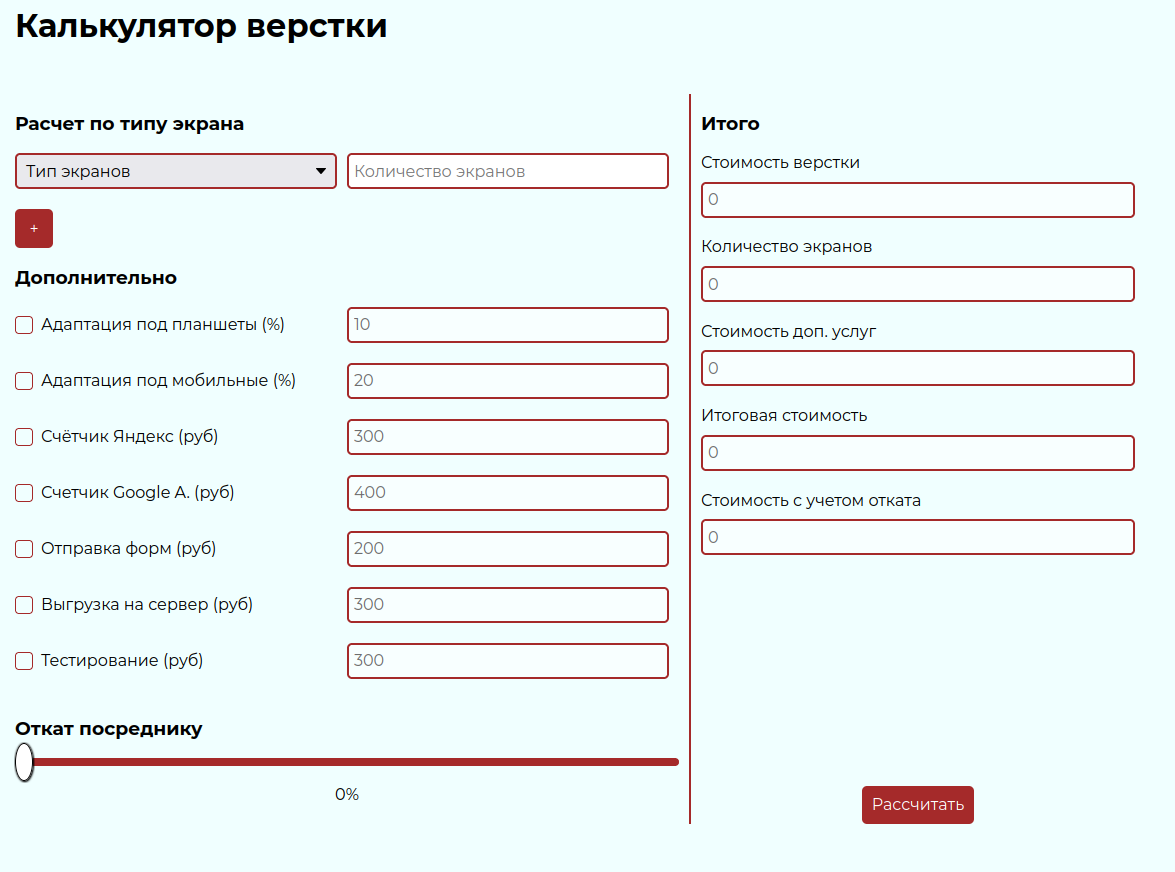 Калькулятор верстки
Расчет по типу экрана
Тип экранов
Количество экранов
+
Дополнительно
Адаптация под планшеты (%)
10
Адаптация под мобильные (%)
20
Счётчик Яндекс (руб)
300
Счетчик Google A. (руб)
400
Отправка форм (руб)
200
Выгрузка на сервер (руб)
300
Тестирование (руб)
300
Откат посреднику
0%
Итого
Стоимость верстки
0
Количество экранов
0
Стоимость доп. услуг
0
Итоговая стоимость
0
Стоимость с учетом отката
0
Рассчитать